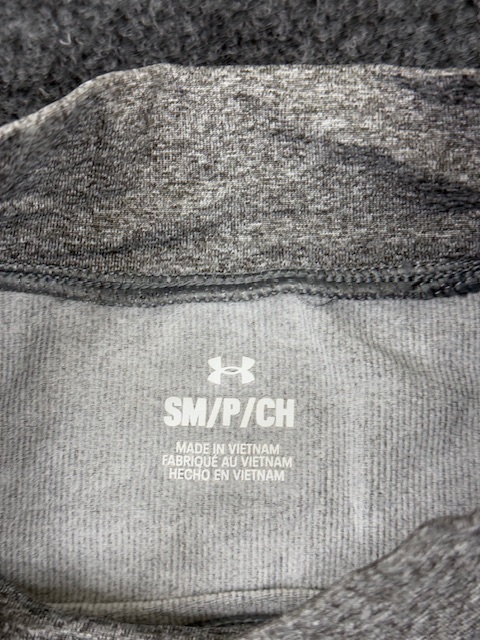 SM/P/CH
MADE IN VIETNAM
FABRIQUÉ AU VIETNAM
HECHO EN VIETNAM